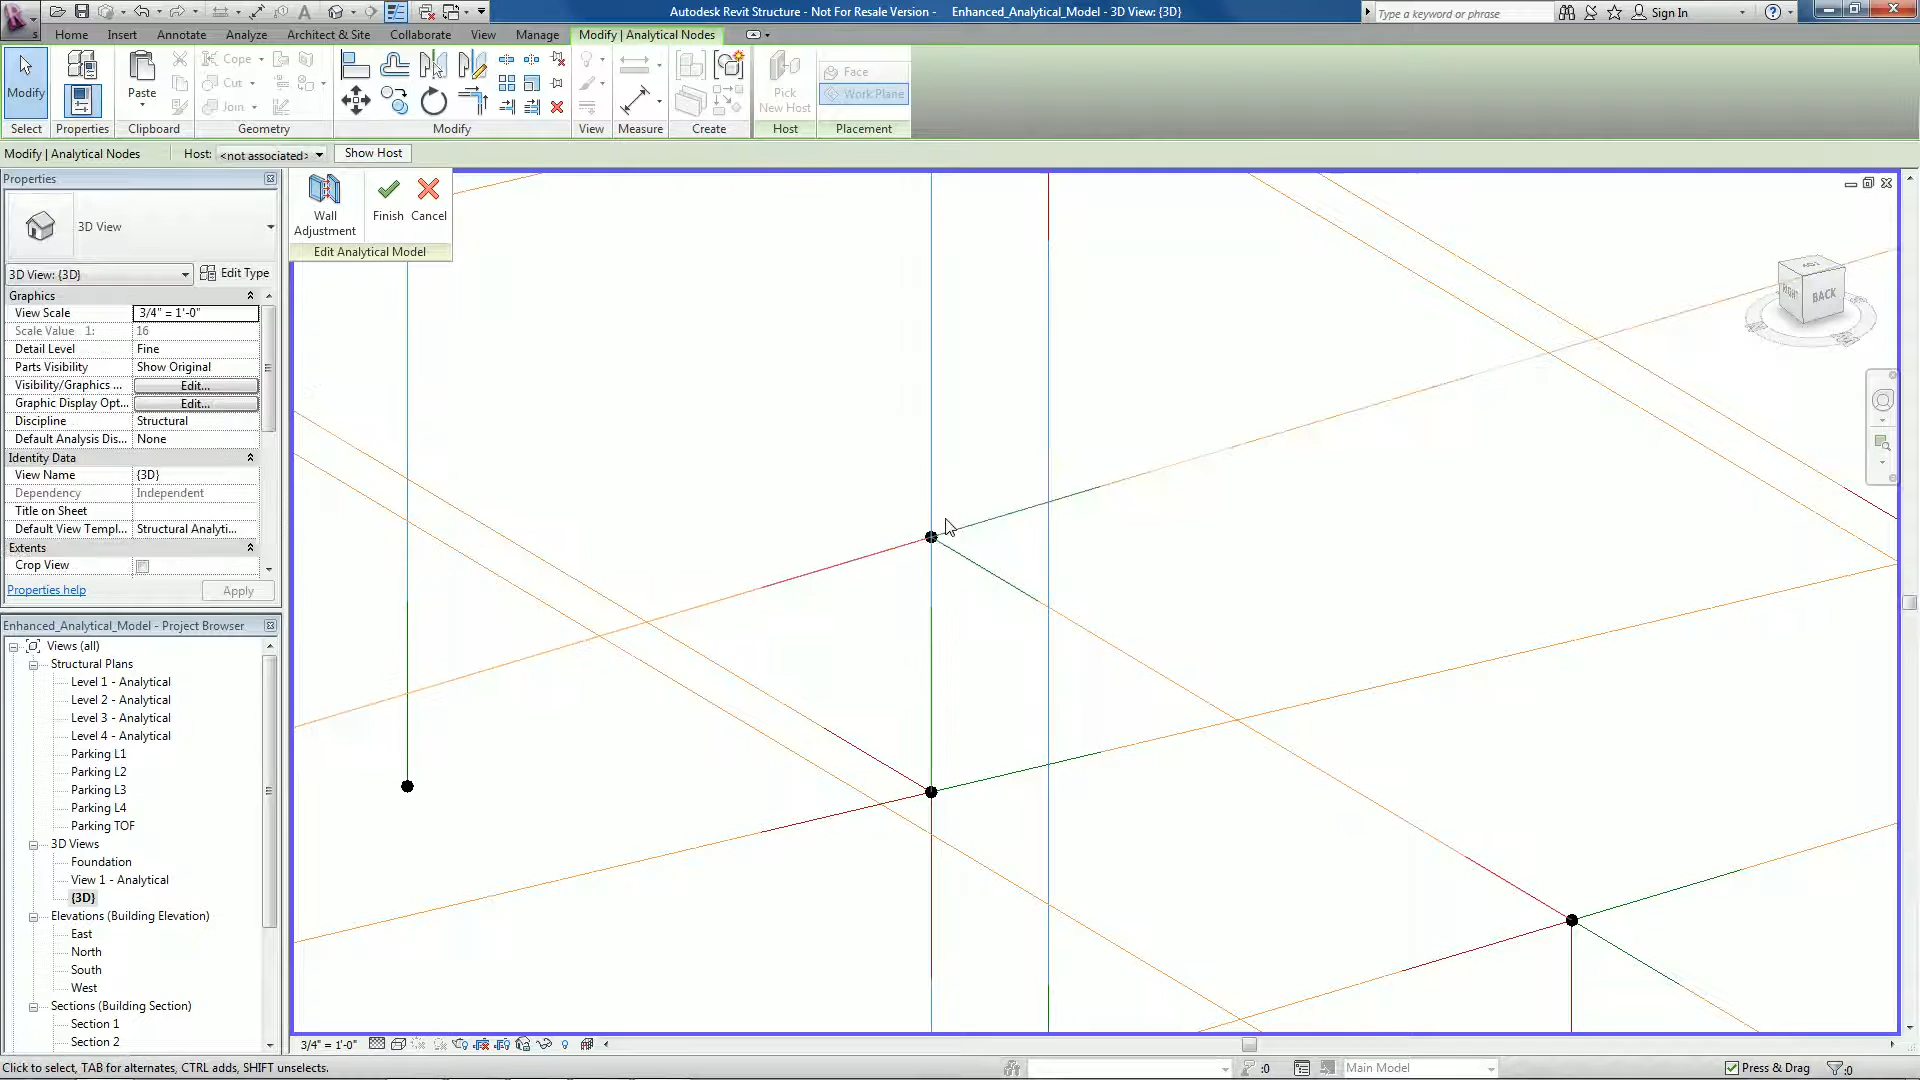 Autodesk Revit Structure - Not For Resale Version - Enhanced_Analytical_Model - 3D View: {3D}
Type a keyword or phrase
Sign In
Home Insert Annotate Analyze Architect & Site Collaborate View Manage Modify | Analytical Nodes
Modify
Paste
Cope
Cut
Join
Pick
New Host
Face
Work Plane
Select Properties Clipboard Geometry Modify View Measure Create Host Placement
Modify | Analytical Nodes Host: <not associated> Show Host
Properties
3D View
3D View: {3D} Edit Type
Graphics
View Scale 3/4" = 1'-0"
Scale Value 1: 16
Detail Level Fine
Parts Visibility Show Original
Visibility/Graphics ... Edit...
Graphic Display Opt... Edit...
Discipline Structural
Default Analysis Dis... None
Identity Data
View Name {3D}
Dependency Independent
Title on Sheet
Default View Templ... Structural Analyti...
Extents
Crop View
Properties help Apply
Wall
Adjustment
Finish Cancel
Edit Analytical Model
RIGHT BACK
Enhanced_Analytical_Model - Project Browser
Views (all)
Structural Plans
Level 1 - Analytical
Level 2 - Analytical
Level 3 - Analytical
Level 4 - Analytical
Parking L1
Parking L2
Parking L3
Parking L4
Parking TOF
3D Views
Foundation
View 1 - Analytical
{3D}
Elevations (Building Elevation)
East
North
South
West
Sections (Building Section)
Section 1
Section 2
3/4" = 1'-0"
Click to select, TAB for alternates, CTRL adds, SHIFT unselects.
:0
Main Model
Press & Drag
:0